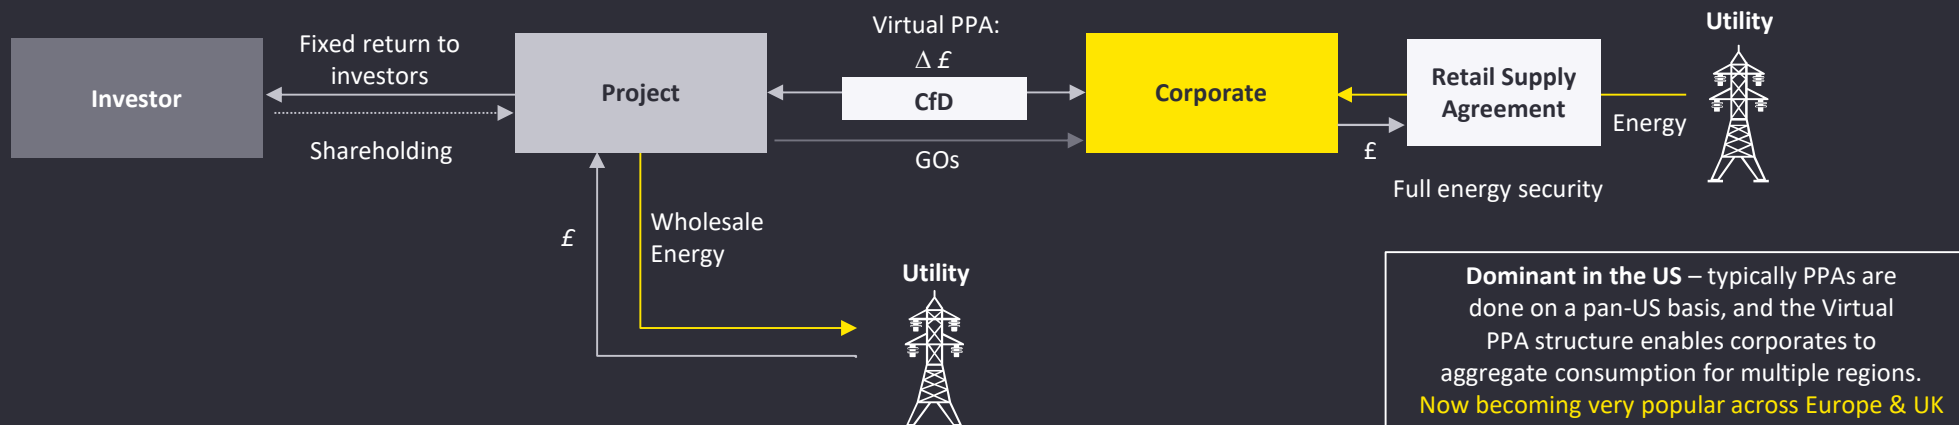 Investor
Fixed return to
investors
Shareholding
Project
Virtual PPA:
Δ £
CfD
GOs
Corporate
£
Retail Supply
Agreement
Utility
Energy
Full energy security
£
Wholesale
Energy
Utility
Dominant in the US – typically PPAs are
done on a pan-US basis, and the Virtual
PPA structure enables corporates to
aggregate consumption for multiple regions.
Now becoming very popular across Europe & UK